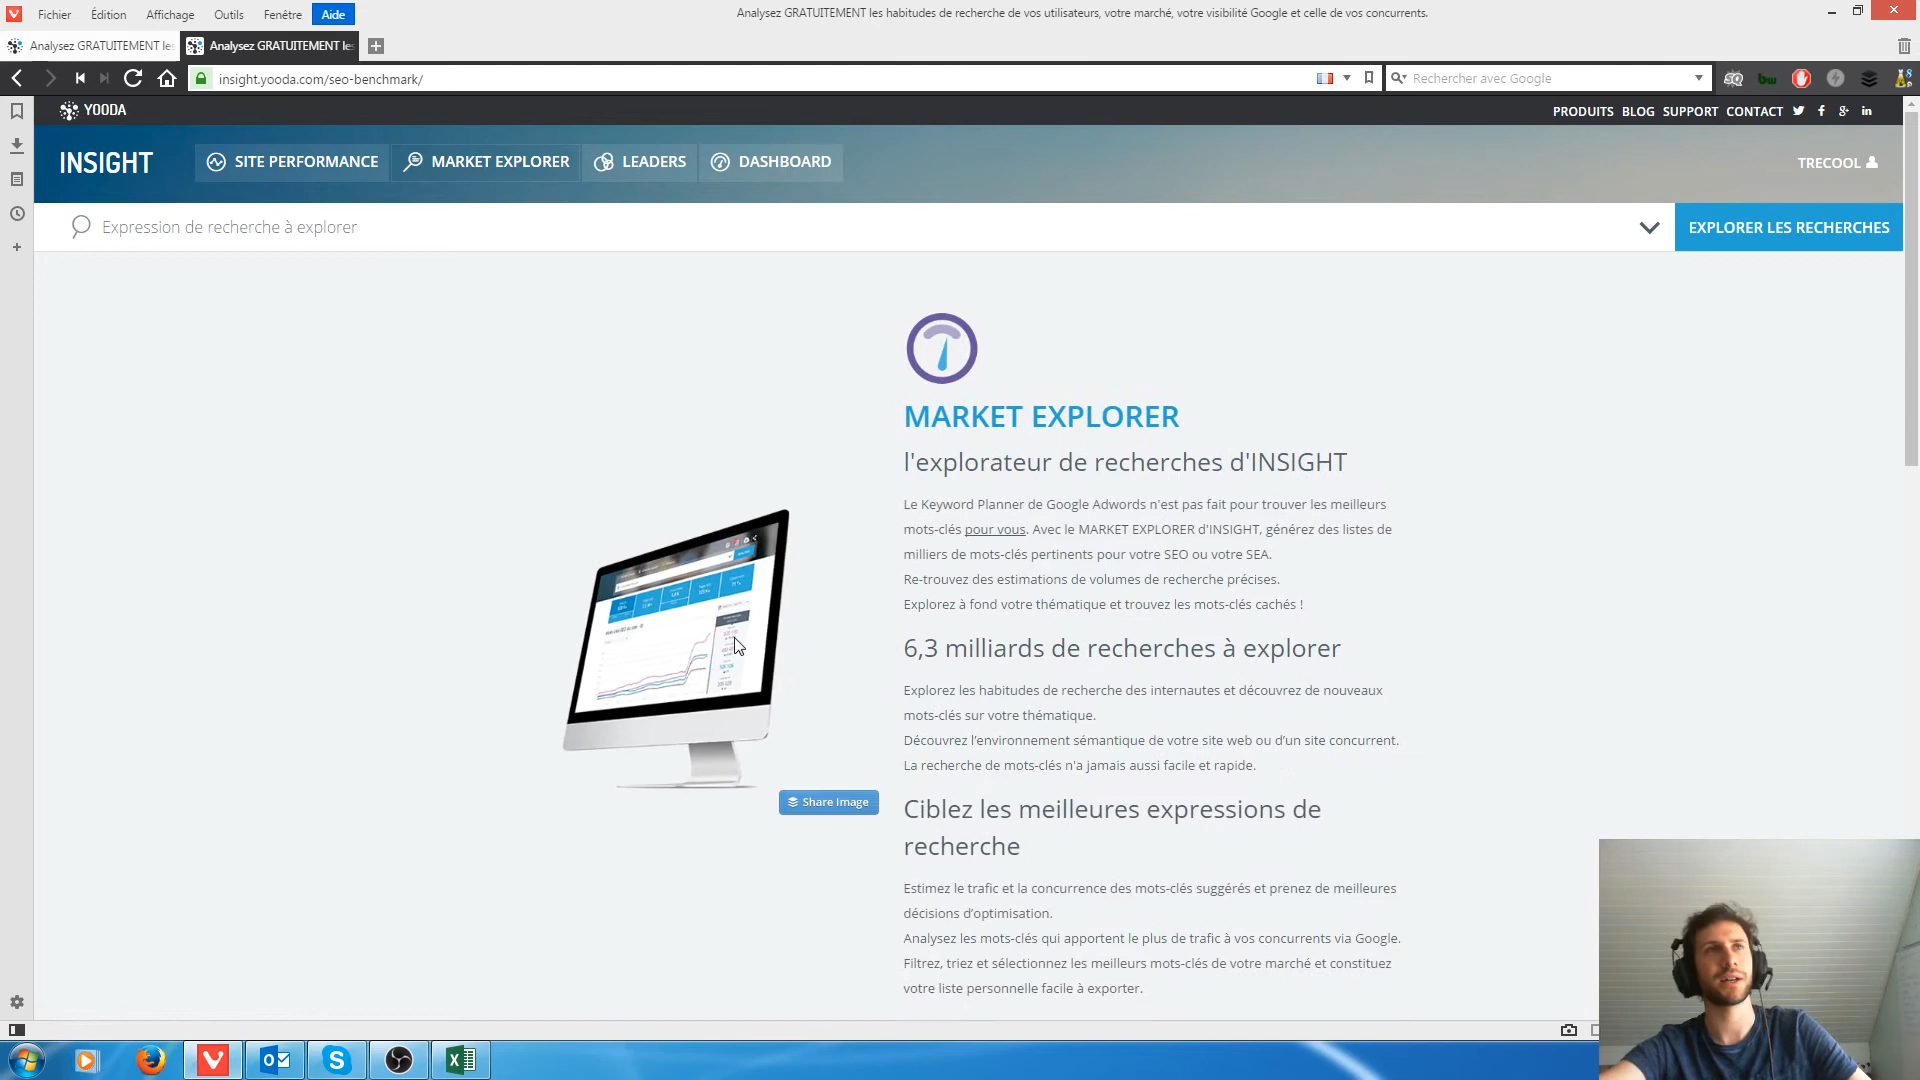 Fichier Édition Affichage Outils Fenêtre Aide
Analysez GRATUITEMENT les habitudes de recherche de vos utilisateurs, votre marché, votre visibilité Google et celle de vos concurrents.
Analysez GRATUITEMENT les
Analysez GRATUITEMENT les
insight.yooda.com/seo-benchmark/
Rechercher avec Google
YOODA
PRODUITS BLOG SUPPORT CONTACT
INSIGHT
SITE PERFORMANCE
MARKET EXPLORER
LEADERS
DASHBOARD
TRECOOL
Expression de recherche à explorer
EXPLORER LES RECHERCHES
MARKET EXPLORER
l'explorateur de recherches d'INSIGHT
Le Keyword Planner de Google Adwords n'est pas fait pour trouver les meilleurs
mots-clés pour vous. Avec le MARKET EXPLORER d'INSIGHT, générez des listes de
milliers de mots-clés pertinents pour votre SEO ou votre SEA.
Re-trouvez des estimations de volumes de recherche précises.
Explorez à fond votre thématique et trouvez les mots-clés cachés !
6,3 milliards de recherches à explorer
Explorez les habitudes de recherche des internautes et découvrez de nouveaux
mots-clés sur votre thématique.
Découvrez l'environnement sémantique de votre site web ou d'un site concurrent.
La recherche de mots-clés n'a jamais aussi facile et rapide.
Share Image
Ciblez les meilleures expressions de
recherche
Estimez le trafic et la concurrence des mots-clés suggérés et prenez de meilleures
décisions d'optimisation.
Analysez les mots-clés qui apportent le plus de trafic à vos concurrents via Google.
Filtrez, triez et sélectionnez les meilleurs mots-clés de votre marché et constituez
votre liste personnelle facile à exporter.